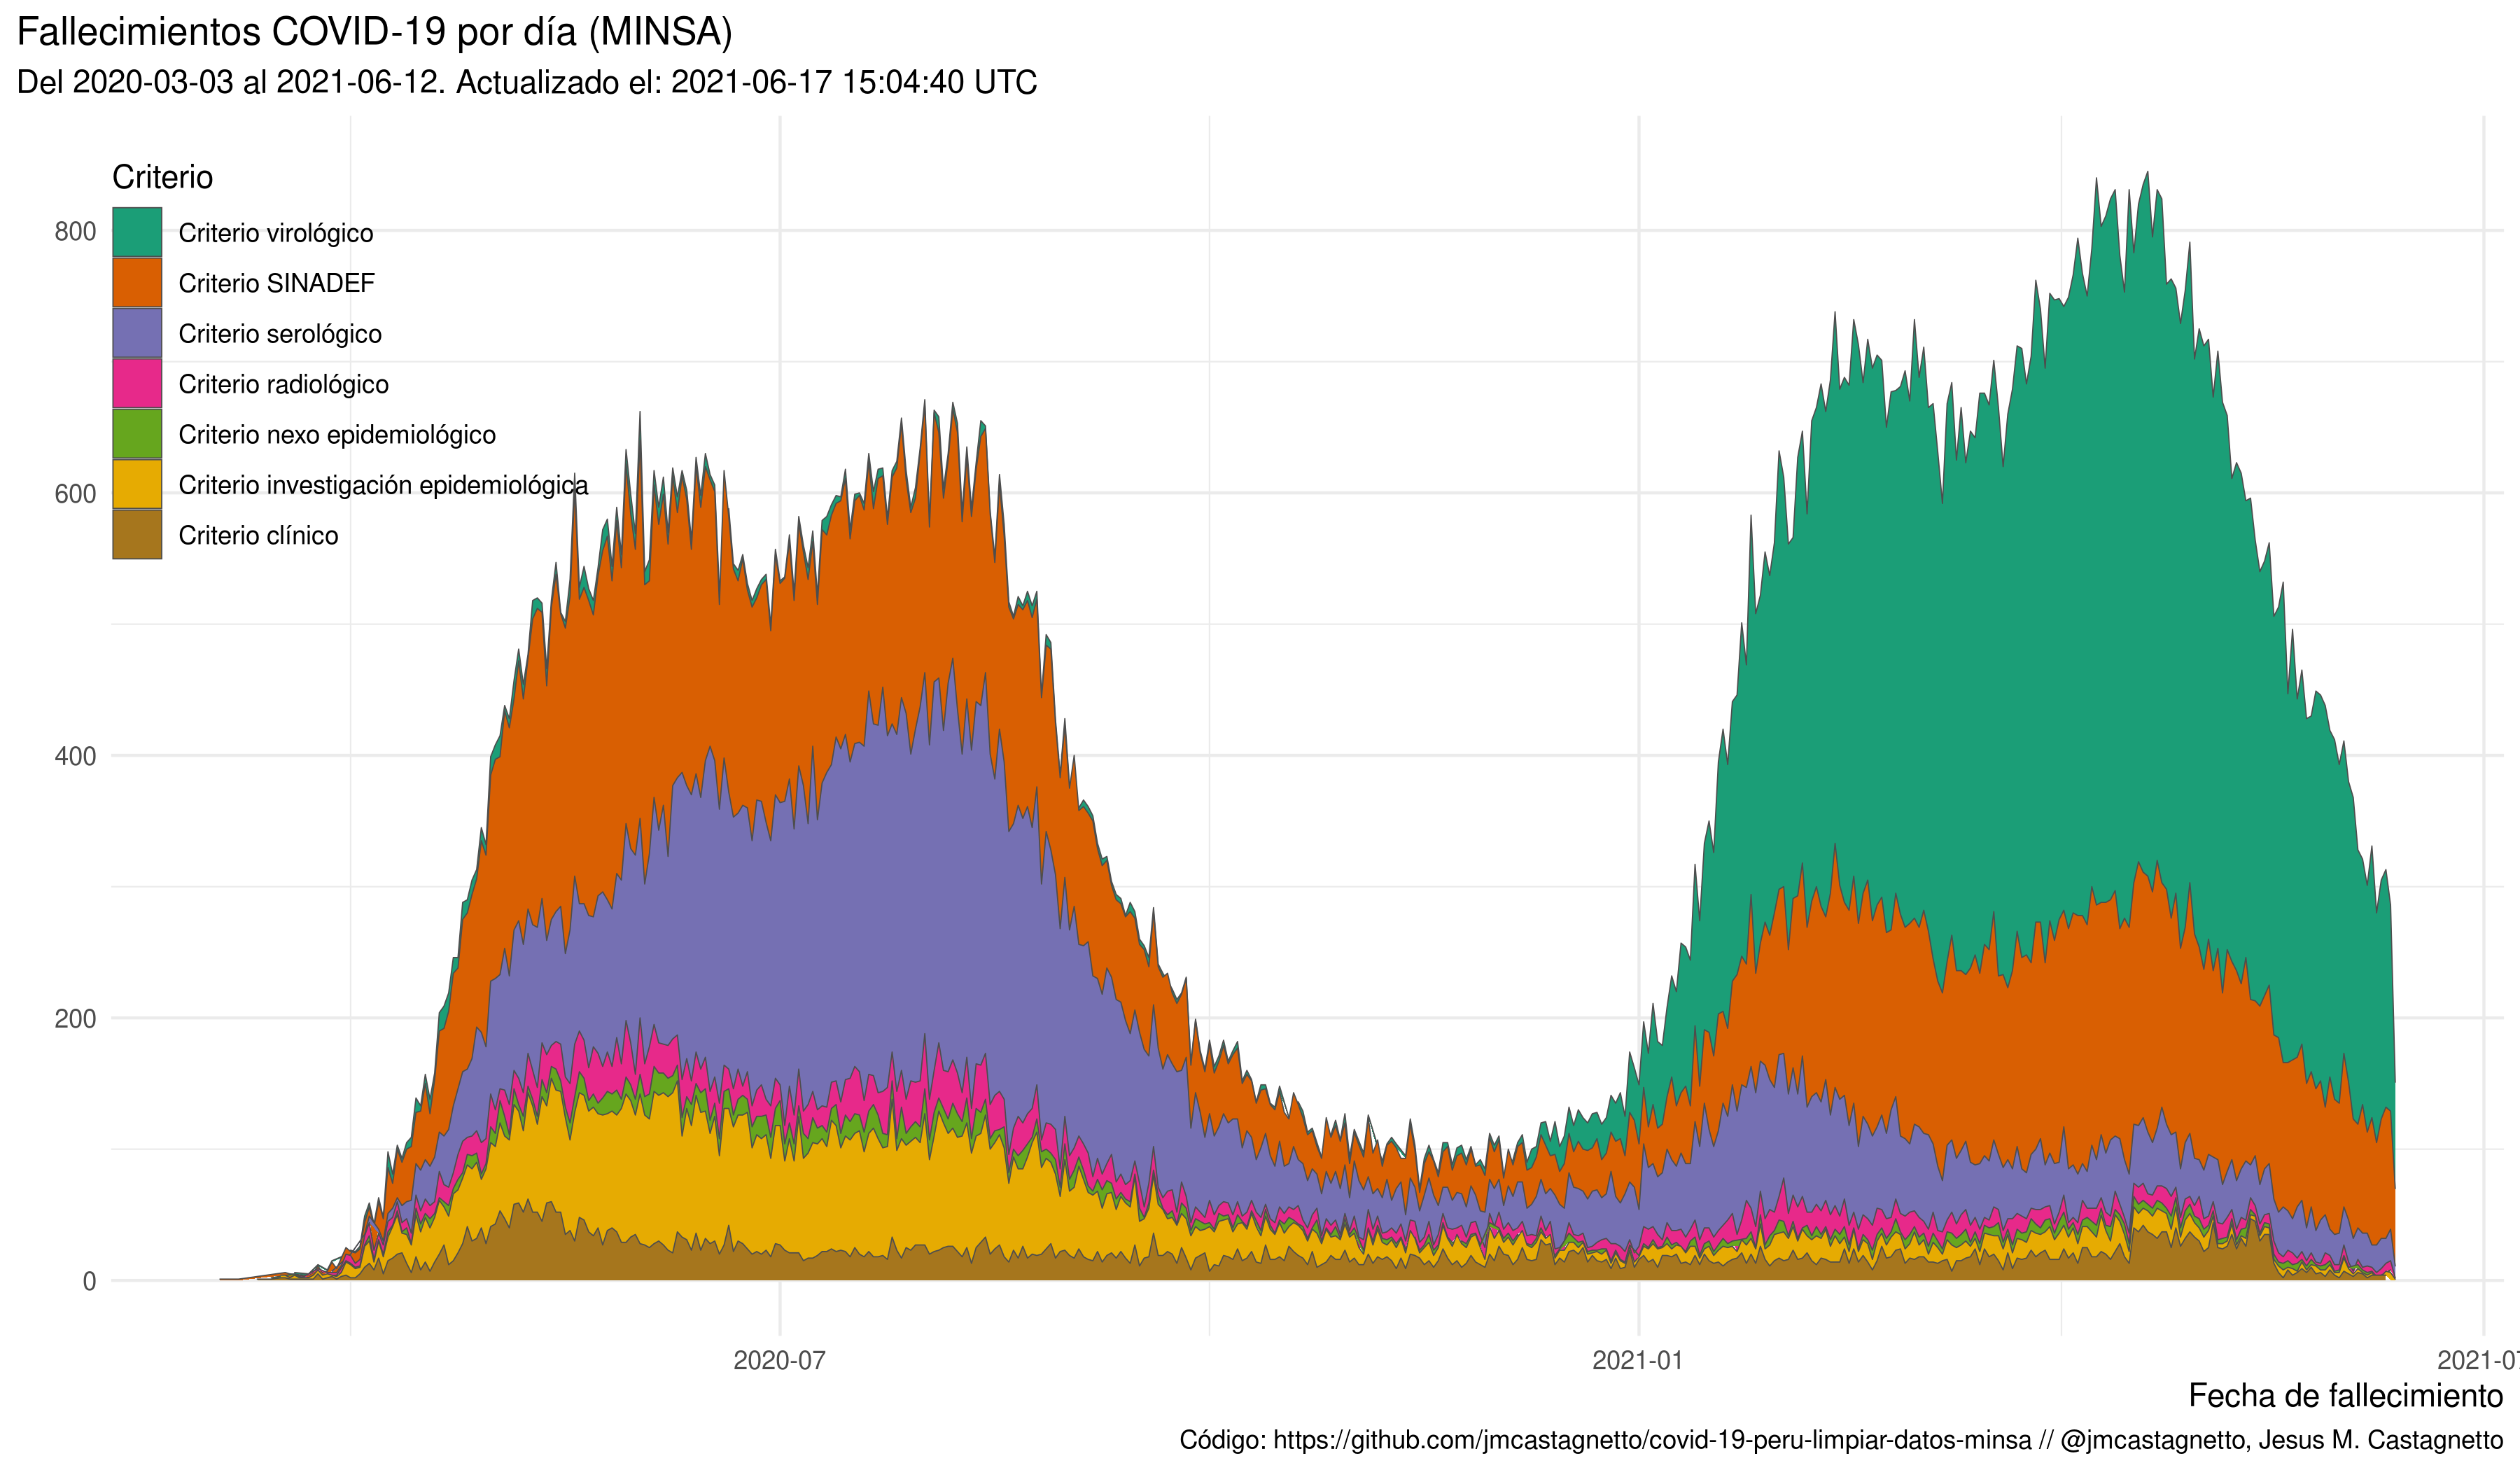 Fallecimientos COVID-19 por día (MINSA)
Del 2020-03-03 al 2021-06-12. Actualizado el: 2021-06-17 15:04:40 UTC
Criterio
Criterio virológico
Criterio SINADEF
Criterio serológico
Criterio radiológico
Criterio nexo epidemiológico
Criterio investigación epidemiológica
Criterio clínico
800
600
400
200
0
2020-07
2021-01
2021-0
Fecha de fallecimiento
Código: https://github.com/jmcastagnetto/covid-19-peru-limpiar-datos-minsa // @jmcastagnetto, Jesus M. Castagnetto